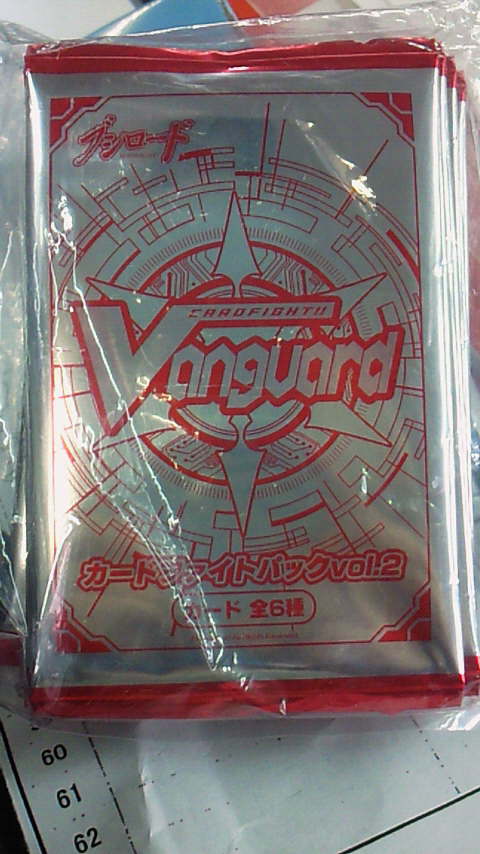 ブシロード
CARDFIGHT!!
Vanguard
カードファイトパックvol.2
カード 全6種
60
61
62